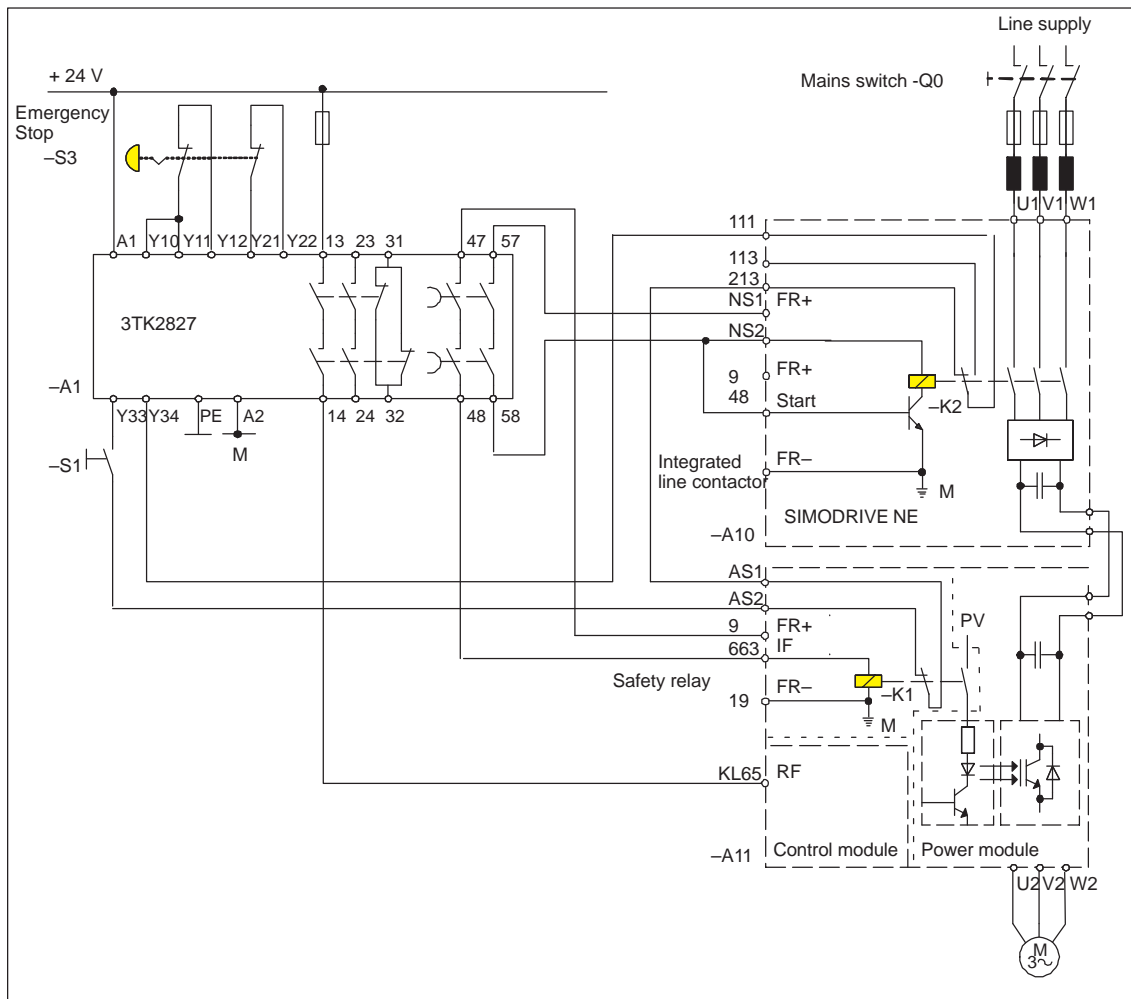 Line supply
+ 24 V
Mains switch -Q0
Emergency
Stop
–S3
U1 V1 W1
A1 Y10 Y11 Y12 Y21 Y22 13 23 31 47 57
111
113
213
NS1 FR+
3TK2827
NS2
9 FR+
48 Start
–K2
–A1
Y33 Y34 PE A2 14 24 32 48 58
M
–S1
Integrated
line contactor
FR–
M
SIMODRIVE NE
–A10
AS1
AS2
PV
9 FR+
663 IF
Safety relay
–K1
19 FR–
M
KL65 RF
–A11 Control module Power module
U2 V2 W2
M
3~